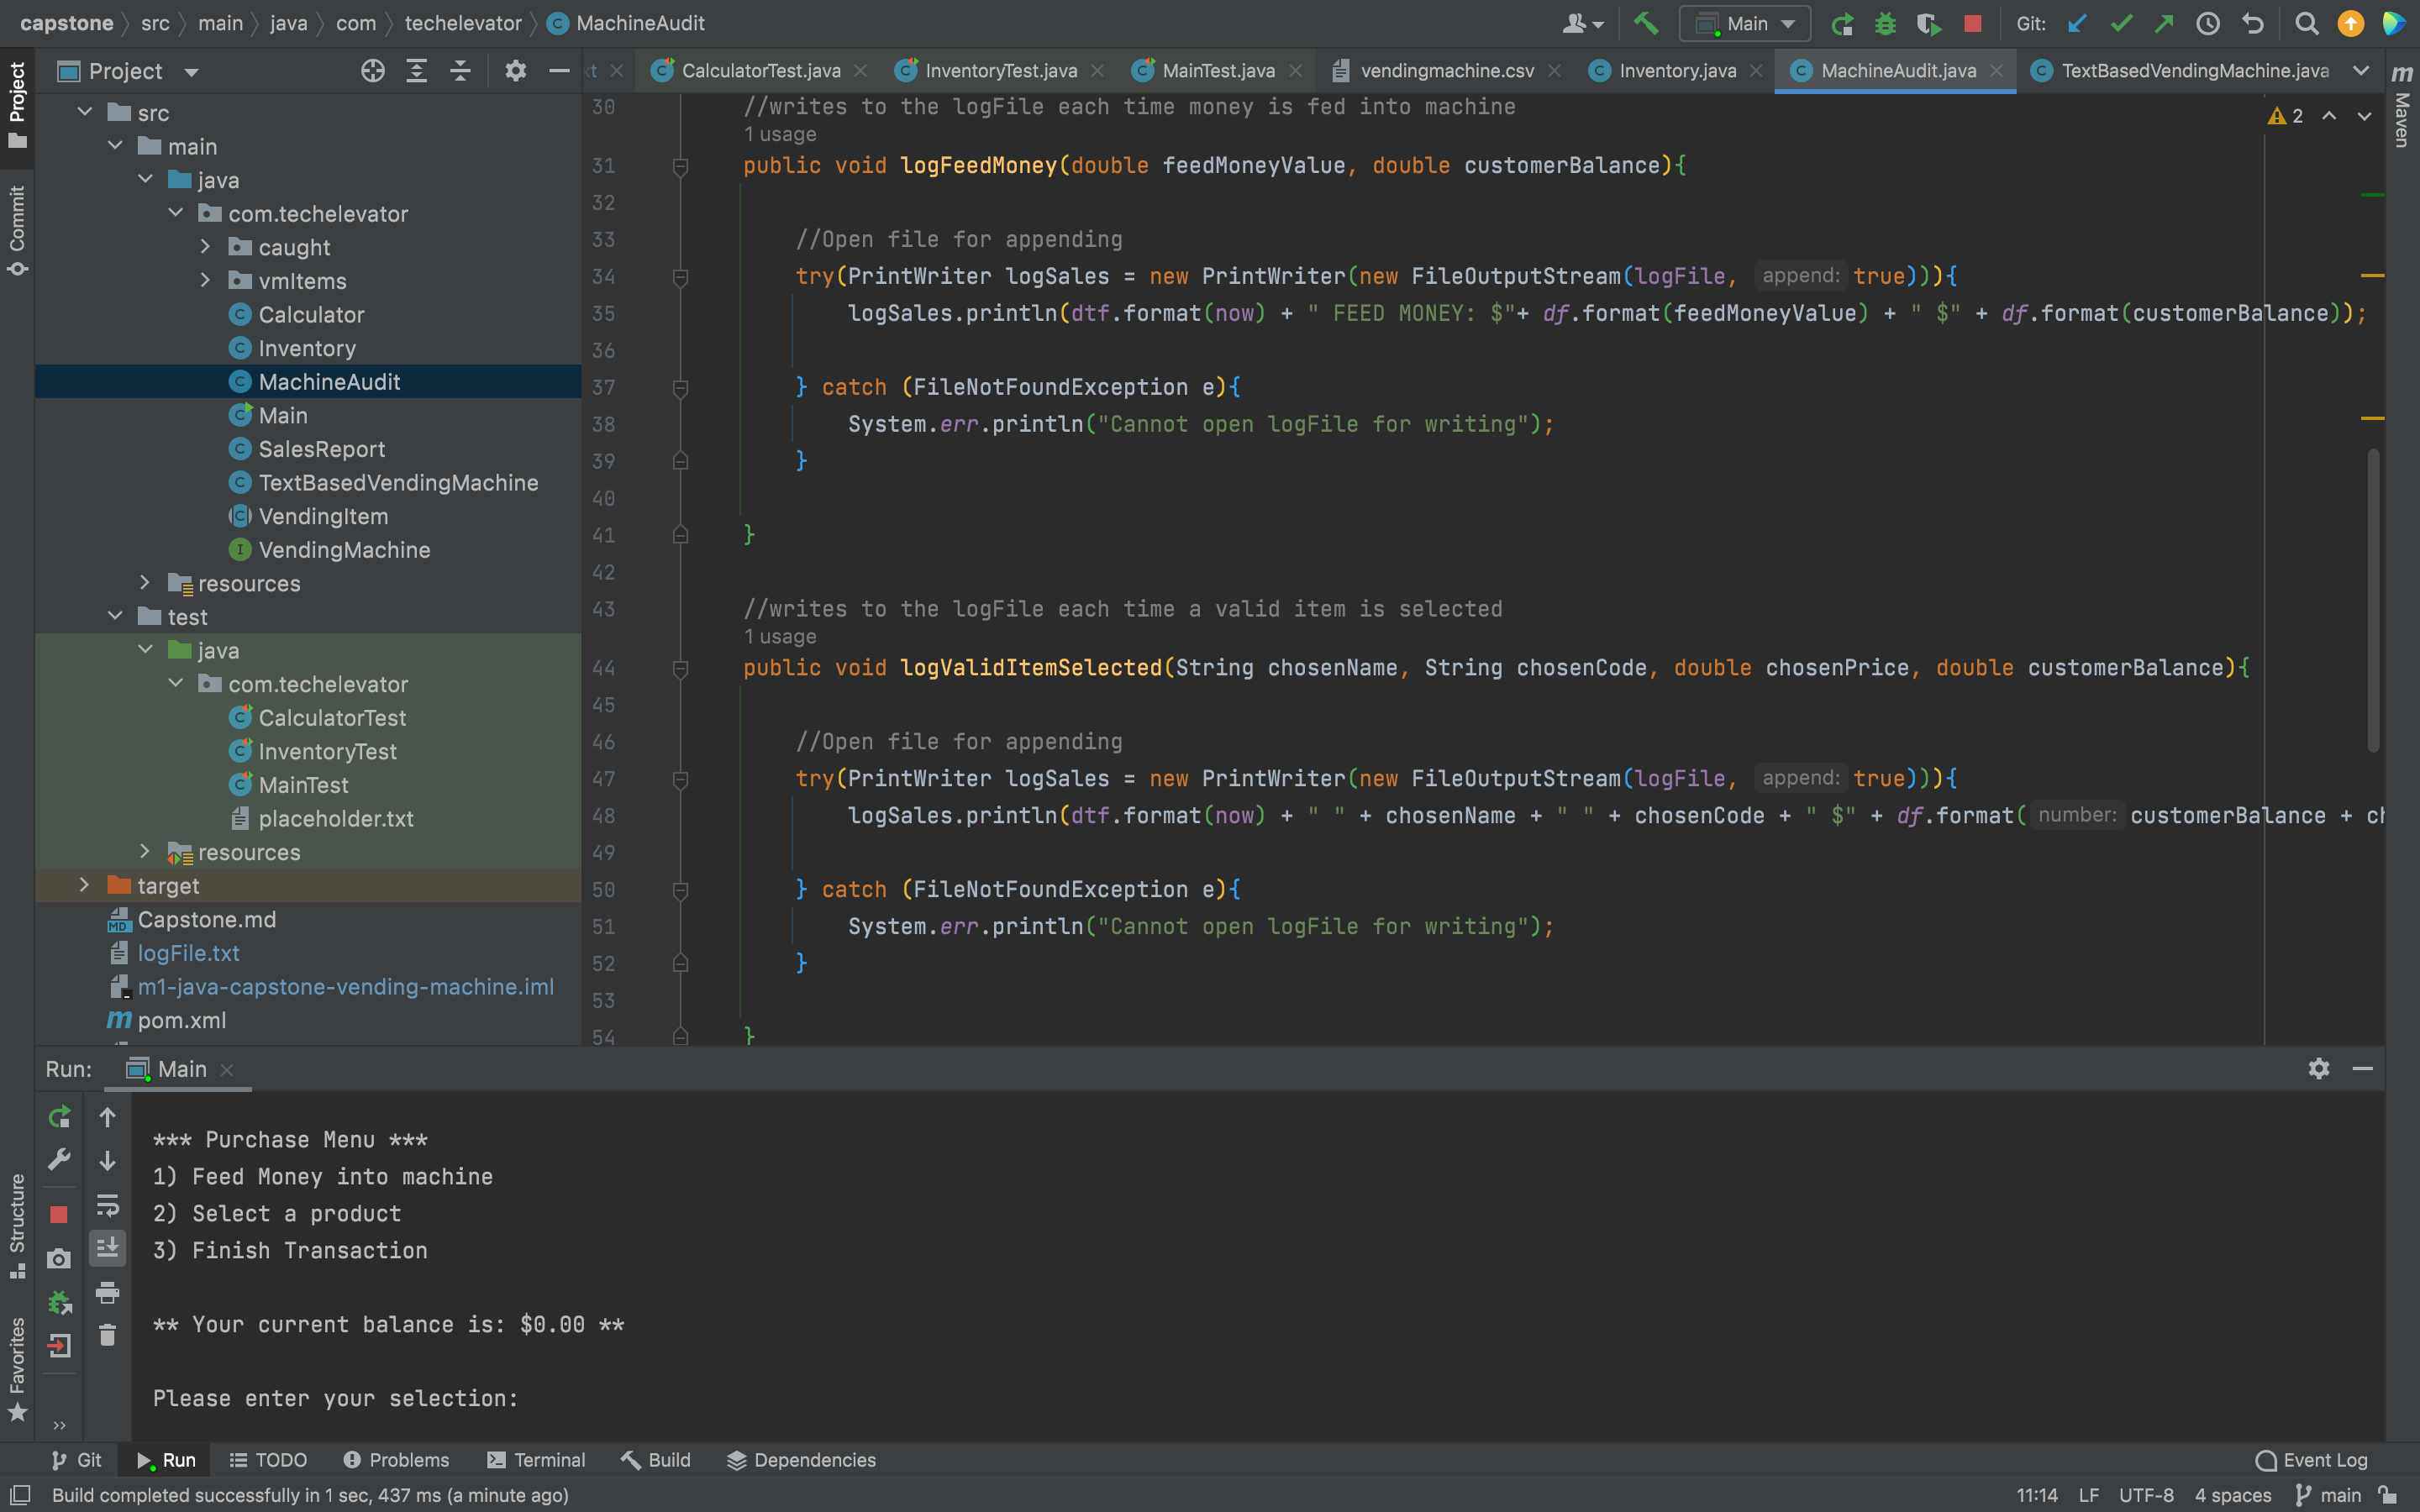 capstone src main java com techelevator MachineAudit
Main
Git:
Project
CalculatorTest.java InventoryTest.java MainTest.java vendingmachine.csv Inventory.java MachineAudit.java TextBasedVendingMachine.java
Project
Commit
Structure
Favorites
Maven
src
main
java
com.techelevator
caught
vmItems
Calculator
Inventory
MachineAudit
Main
SalesReport
TextBasedVendingMachine
VendingItem
VendingMachine
resources
test
java
com.techelevator
CalculatorTest
InventoryTest
MainTest
placeholder.txt
resources
target
Capstone.md
logFile.txt
m1-java-capstone-vending-machine.iml
pom.xml
2
30 //writes to the logFile each time money is fed into machine
1 usage
31 public void logFeedMoney(double feedMoneyValue, double customerBalance){
32
33 //Open file for appending
34 try(PrintWriter logSales = new PrintWriter(new FileOutputStream(logFile, append: true))){
35 logSales.println(dtf.format(now) + " FEED MONEY: $"+ df.format(feedMoneyValue) + " $" + df.format(customerBalance));
36
37 } catch (FileNotFoundException e){
38 System.err.println("Cannot open logFile for writing");
39 }
40
41 }
42
43 //writes to the logFile each time a valid item is selected
1 usage
44 public void logValidItemSelected(String chosenName, String chosenCode, double chosenPrice, double customerBalance){
45
46 //Open file for appending
47 try(PrintWriter logSales = new PrintWriter(new FileOutputStream(logFile, append: true))){
48 logSales.println(dtf.format(now) + " " + chosenName + " " + chosenCode + " $" + df.format( number: customerBalance +
49
50 } catch (FileNotFoundException e){
51 System.err.println("Cannot open logFile for writing");
52 }
53
54 }
Run: Main
*** Purchase Menu ***
1) Feed Money into machine
2) Select a product
3) Finish Transaction
** Your current balance is: $0.00 **
Please enter your selection:
Git Run TODO Problems Terminal Build Dependencies Event Log
Build completed successfully in 1 sec, 437 ms (a minute ago) 11:14 LF UTF-8 4 spaces main